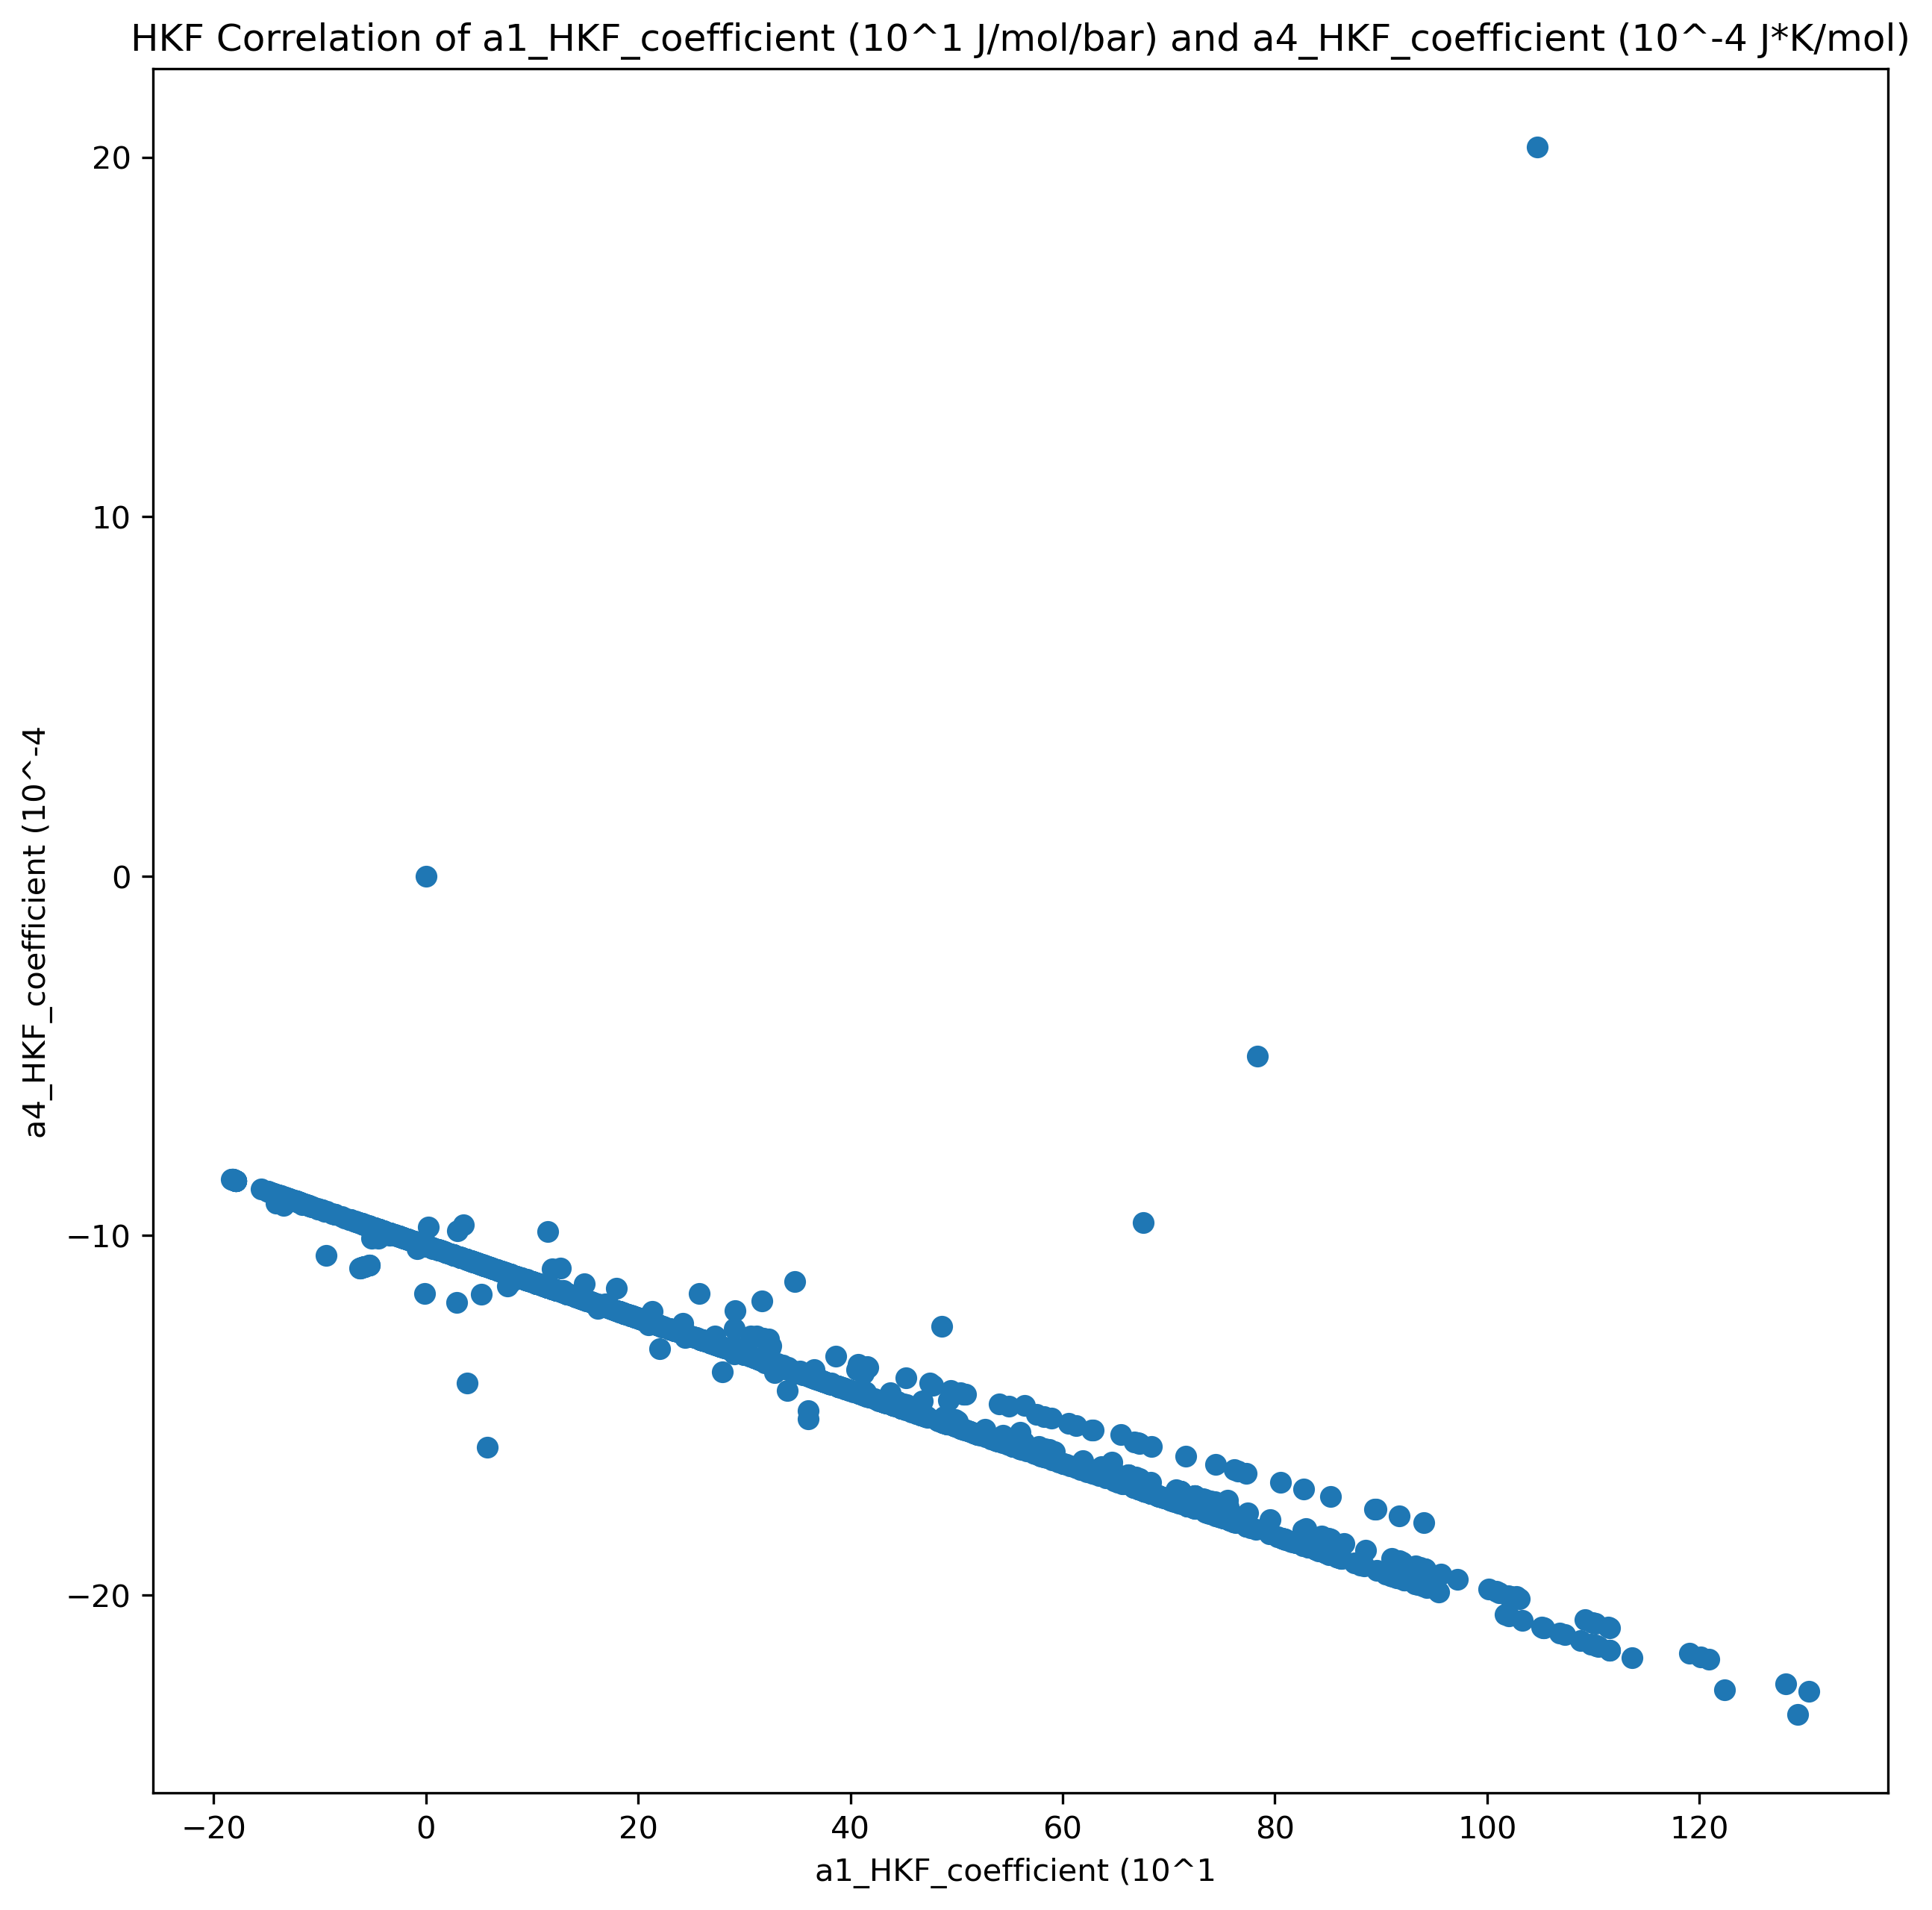 HKF Correlation of a1_HKF_coefficient (10^1 J/mol/bar) and a4_HKF_coefficient (10^-4 J*K/mol)
20
10
0
−10
−20
a4_HKF_coefficient (10^-4
−20 0 20 40 60 80 100 120
a1_HKF_coefficient (10^1